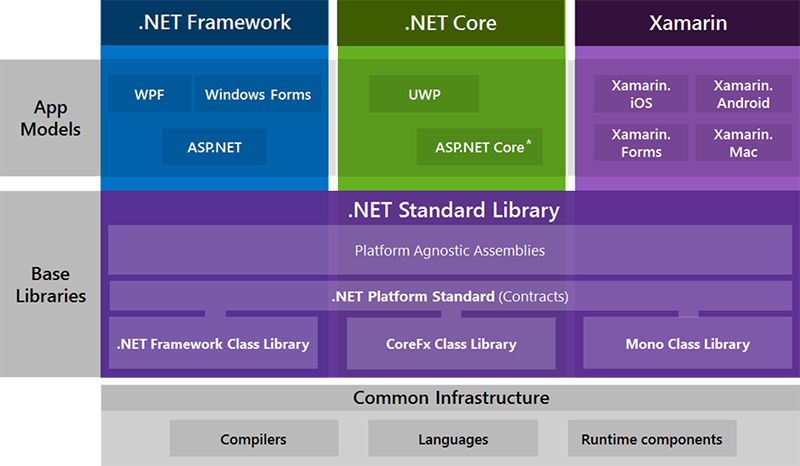 .NET Framework
.NET Core
Xamarin
App
Models
WPF
Windows Forms
ASP.NET
UWP
ASP.NET Core*
Xamarin.
iOS
Xamarin.
Android
Xamarin.
Forms
Xamarin.
Mac
Base
Libraries
.NET Standard Library
Platform Agnostic Assemblies
.NET Platform Standard (Contracts)
.NET Framework Class Library
CoreFx Class Library
Mono Class Library
Common Infrastructure
Compilers
Languages
Runtime components